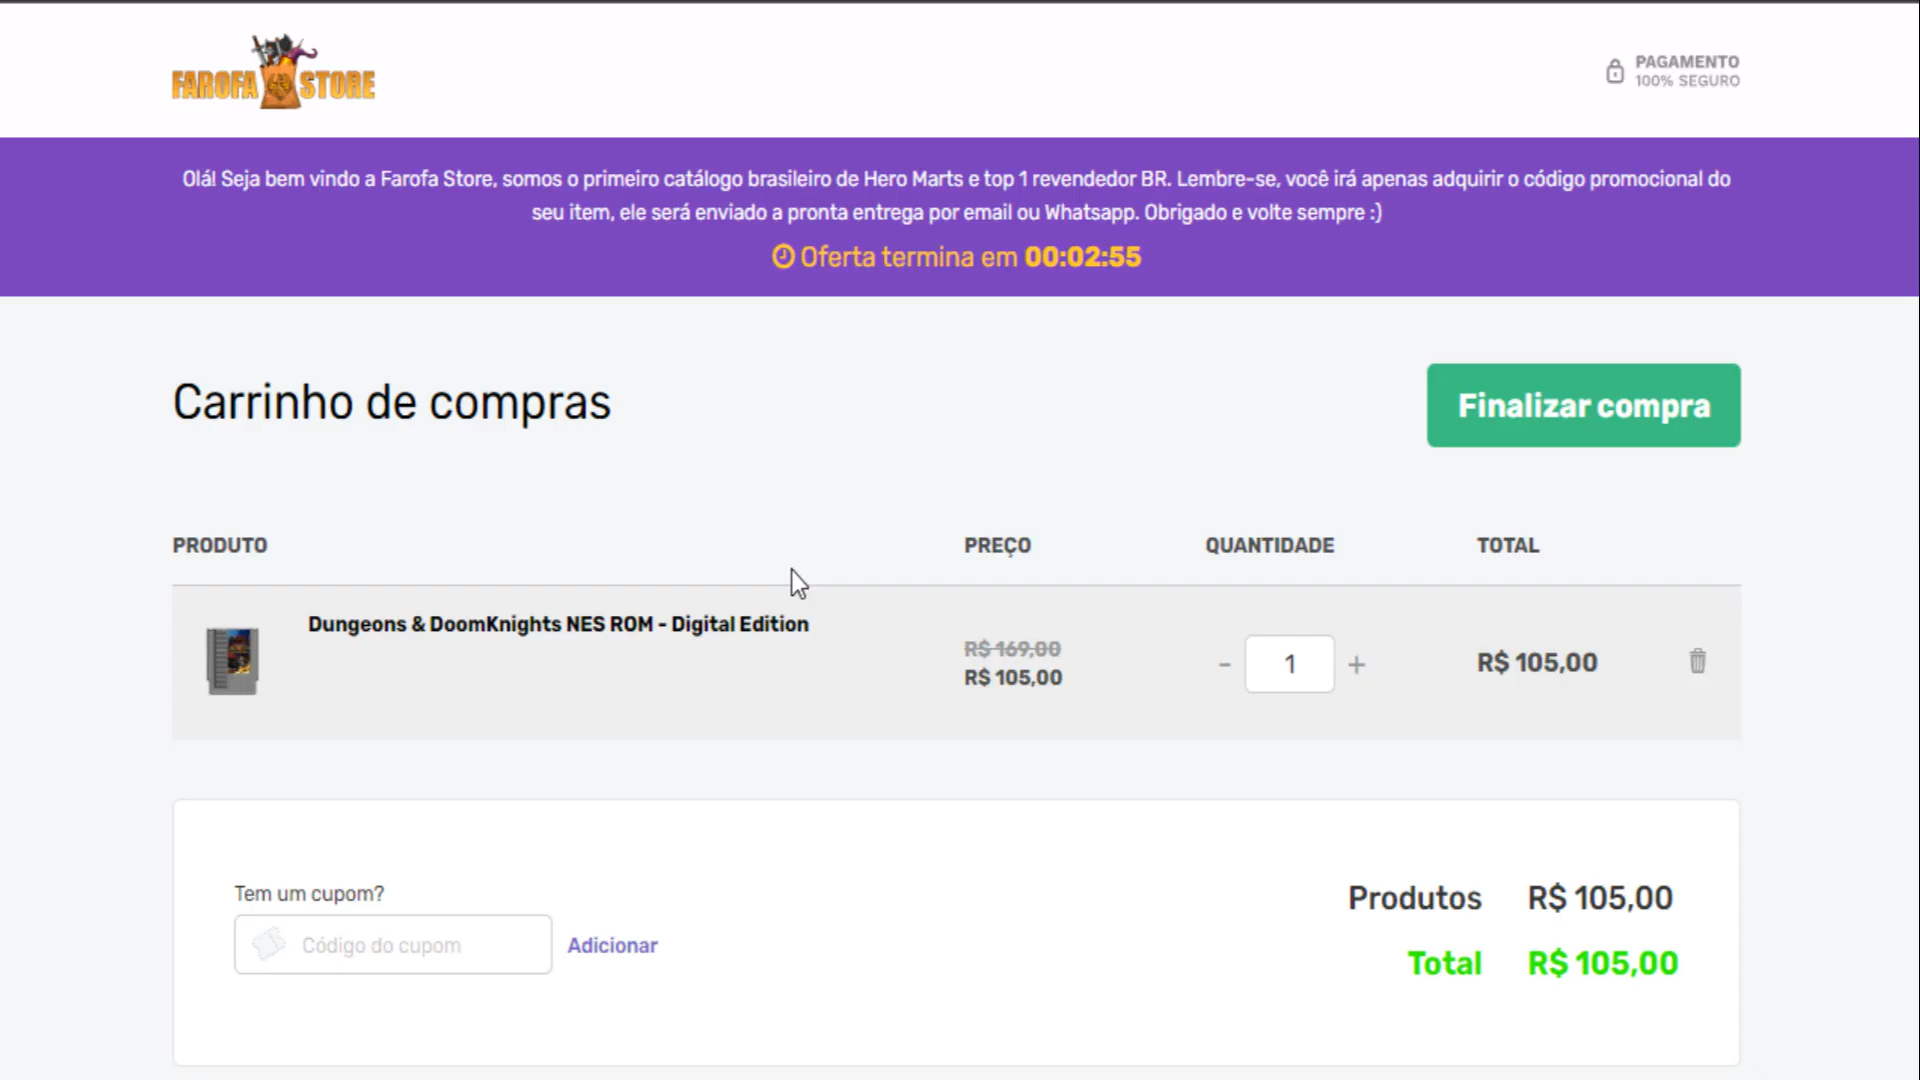 FAROFA STORE
PAGAMENTO
100% SEGURO
Olá! Seja bem vindo a Farofa Store, somos o primeiro catálogo brasileiro de Hero Marts e top 1 revendedor BR. Lembre-se, você irá apenas adquirir o código promocional do
seu item, ele será enviado a pronta entrega por email ou Whatsapp. Obrigado e volte sempre :)
Oferta termina em 00:02:55
Carrinho de compras
Finalizar compra
PRODUTO PREÇO QUANTIDADE TOTAL
Dungeons & DoomKnights NES ROM - Digital Edition
R$ 169,00
R$ 105,00
- 1 +
R$ 105,00
Tem um cupom?
Código do cupom
Adicionar
Produtos R$ 105,00
Total R$ 105,00